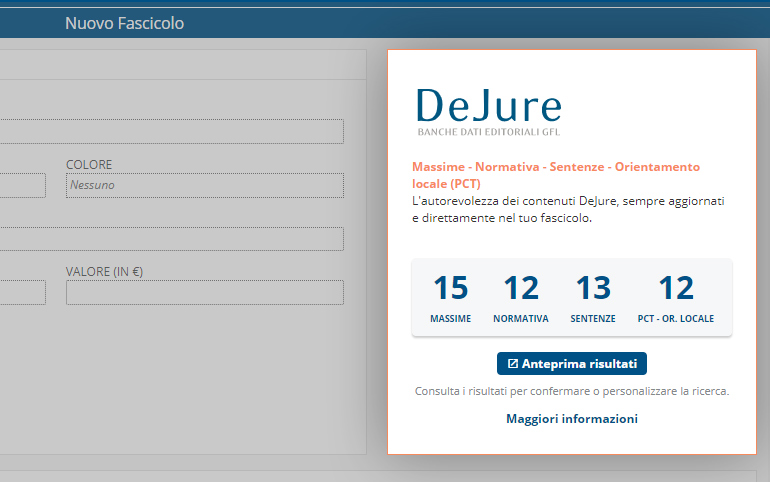 Nuovo Fascicolo
COLORE
Nessuno
VALORE (IN €)
DeJure
BANCHE DATI EDITORIALI GFL
Massime - Normativa - Sentenze - Orientamento
locale (PCT)
L'autorevolezza dei contenuti DeJure, sempre aggiornati
e direttamente nel tuo fascicolo.
15 12 13 12
MASSIME NORMATIVA SENTENZE PCT - OR. LOCALE
Anteprima risultati
Consulta i risultati per confermare o personalizzare la ricerca.
Maggiori informazioni